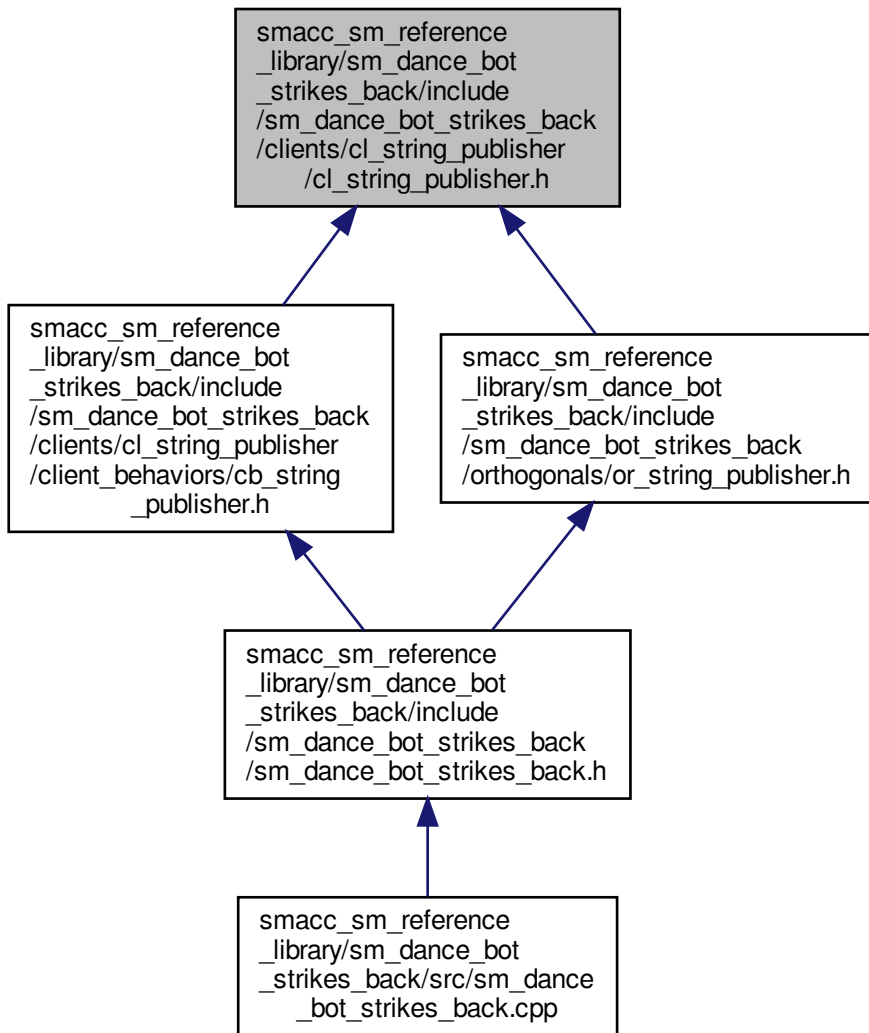 smacc_sm_reference
_library/sm_dance_bot
_strikes_back/include
/sm_dance_bot_strikes_back
/clients/cl_string_publisher
/cl_string_publisher.h
smacc_sm_reference
_library/sm_dance_bot
_strikes_back/include
/sm_dance_bot_strikes_back
/clients/cl_string_publisher
/client_behaviors/cb_string
_publisher.h
smacc_sm_reference
_library/sm_dance_bot
_strikes_back/include
/sm_dance_bot_strikes_back
/orthogonals/or_string_publisher.h
smacc_sm_reference
_library/sm_dance_bot
_strikes_back/include
/sm_dance_bot_strikes_back
/sm_dance_bot_strikes_back.h
smacc_sm_reference
_library/sm_dance_bot
_strikes_back/src/sm_dance
_bot_strikes_back.cpp